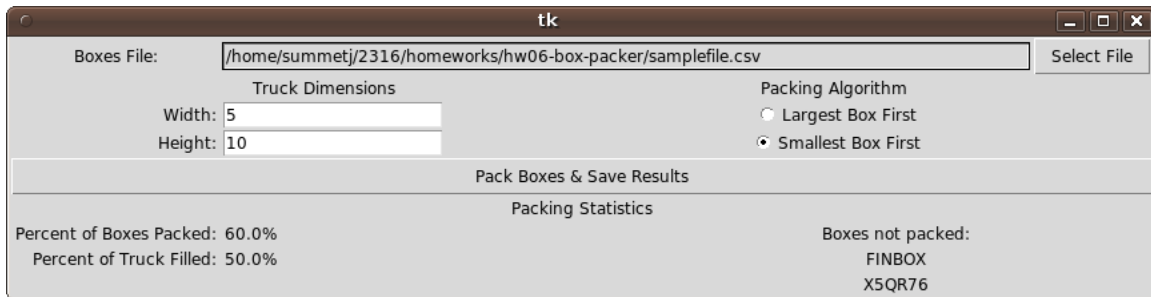 tk
Boxes File: /home/summetj/2316/homeworks/hw06-box-packer/samplefile.csv Select File
Truck Dimensions Packing Algorithm
Width: 5 Largest Box First
Height: 10 Smallest Box First
Pack Boxes & Save Results
Packing Statistics
Percent of Boxes Packed: 60.0% Boxes not packed:
Percent of Truck Filled: 50.0% FINBOX
X5QR76